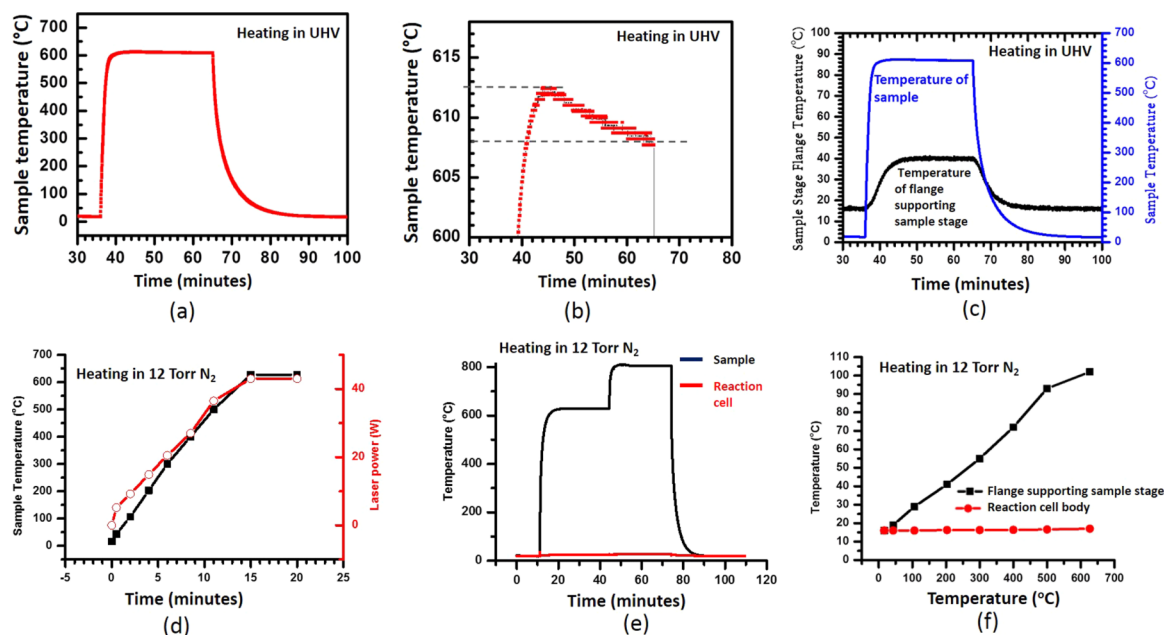 Heating in UHV
Sample temperature (°C)
700
600
500
400
300
200
100
0
30 40 50 60 70 80 90 100
Time (minutes)
(a)
Heating in UHV
Sample temperature (°C)
615
610
605
600
30 40 50 60 70 80
Time (minutes)
(b)
Heating in UHV
Sample Stage Flange Temperature (°C)
100
90
80
70
60
50
40
30
20
10
0
Temperature of
sample
Temperature
of flange
supporting
sample stage
700
600
500
400
300
200
100
0
Sample Temperature (°C)
30 40 50 60 70 80 90 100
Time (minutes)
(c)
Heating in 12 Torr N₂
Sample Temperature (°C)
700
600
500
400
300
200
100
0
40
20
0
Laser power (W)
-5 0 5 10 15 20 25
Time (minutes)
(d)
Heating in 12 Torr N₂
Sample
Reaction
cell
Temperature (°C)
800
600
400
200
0
0 20 40 60 80 100 120
Time (minutes)
(e)
Heating in 12 Torr N₂
Temperature (°C)
110
100
90
80
70
60
50
40
30
20
10
0
Flange supporting sample stage
Reaction cell body
0 100 200 300 400 500 600 700
Temperature (°C)
(f)